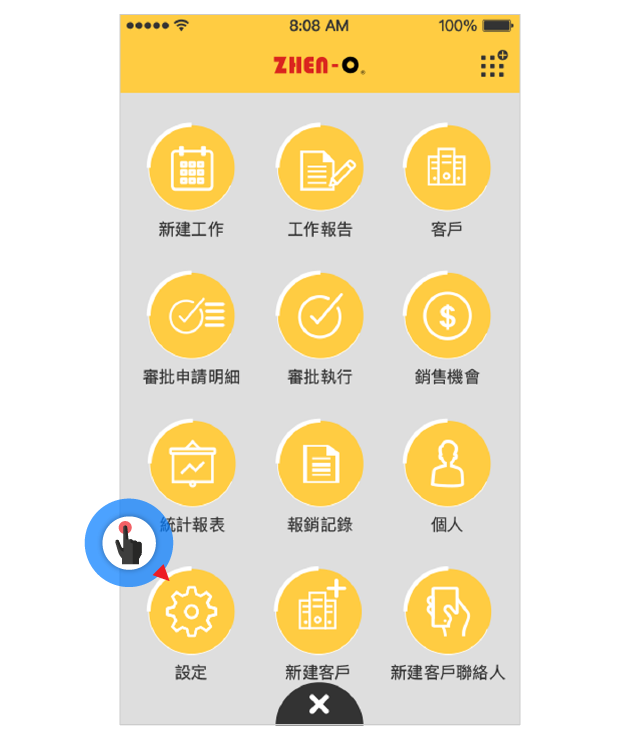 8:08 AM 100%
ZHEN-O
新建工作 工作報告 客戶
審批申請明細 審批執行 銷售機會
統計報表 報銷記錄 個人
設定 新建客戶 新建客戶聯絡人